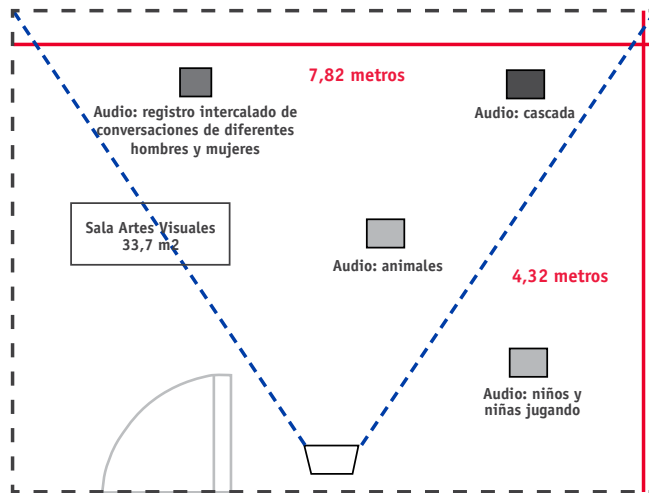 7,82 metros
Audio: registro intercalado de
conversaciones de diferentes
hombres y mujeres
Audio: cascada
Sala Artes Visuales
33,7 m2
Audio: animales
4,32 metros
Audio: niños y
niñas jugando